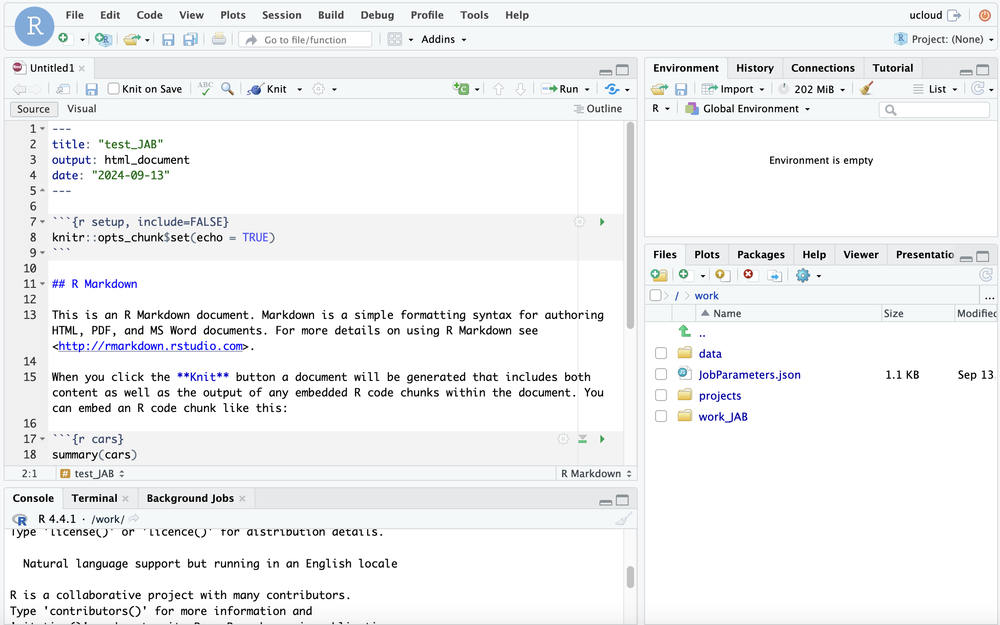 R
File Edit Code View Plots Session Build Debug Profile Tools Help
ucloud
Go to file/function
Addins
Project: (None)
Untitled1
Knit on Save
ABC
Knit
Run
Source Visual
Outline
1 ---
2 title: "test_JAB"
3 output: html_document
4 date: "2024-09-13"
5 ---
6
7 ```{r setup, include=FALSE}
8 knitr::opts_chunk$set(echo = TRUE)
9 ```
10
11 ## R Markdown
12
13 This is an R Markdown document. Markdown is a simple formatting syntax for authoring
HTML, PDF, and MS Word documents. For more details on using R Markdown see
<http://rmarkdown.rstudio.com>.
14
15 When you click the **Knit** button a document will be generated that includes both
content as well as the output of any embedded R code chunks within the document. You
can embed an R code chunk like this:
16
17 ```{r cars}
18 summary(cars)
2:1 # test_JAB R Markdown
Console Terminal Background Jobs
R R 4.4.1 · /work/
Type 'license()' or 'licence()' for distribution details.
Natural language support but running in an English locale
R is a collaborative project with many contributors.
Type 'contributors()' for more information and
Environment History Connections Tutorial
Import 202 MiB List
R Global Environment
Environment is empty
Files Plots Packages Help Viewer Presentatio
/ work ...
Name Size Modified
..
data
JobParameters.json 1.1 KB Sep 13,
projects
work_JAB